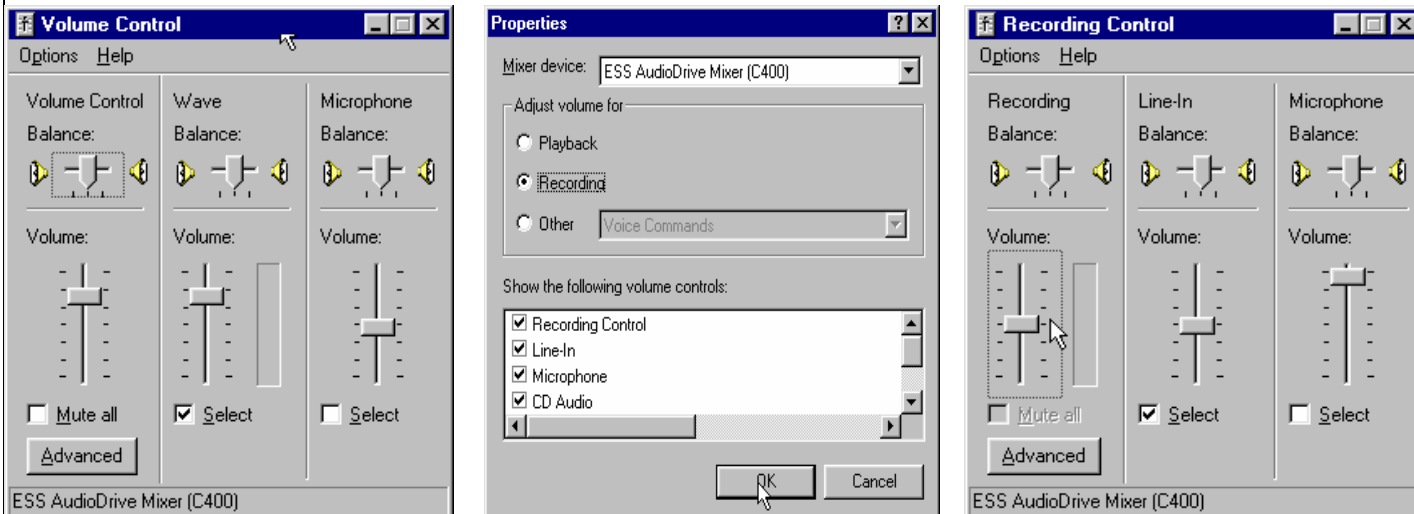 Volume Control
Options Help
Volume Control Wave Microphone
Balance: Balance: Balance:
Volume: Volume: Volume:
Mute all Select Select
Advanced
ESS AudioDrive Mixer (C400)
Properties
Mixer device: ESS AudioDrive Mixer (C400)
Adjust volume for
Playback
Recording
Other Voice Commands
Show the following volume controls:
Recording Control
Line-In
Microphone
CD Audio
OK Cancel
Recording Control
Options Help
Recording Line-In Microphone
Balance: Balance: Balance:
Volume: Volume: Volume:
Mute all Select Select
Advanced
ESS AudioDrive Mixer (C400)